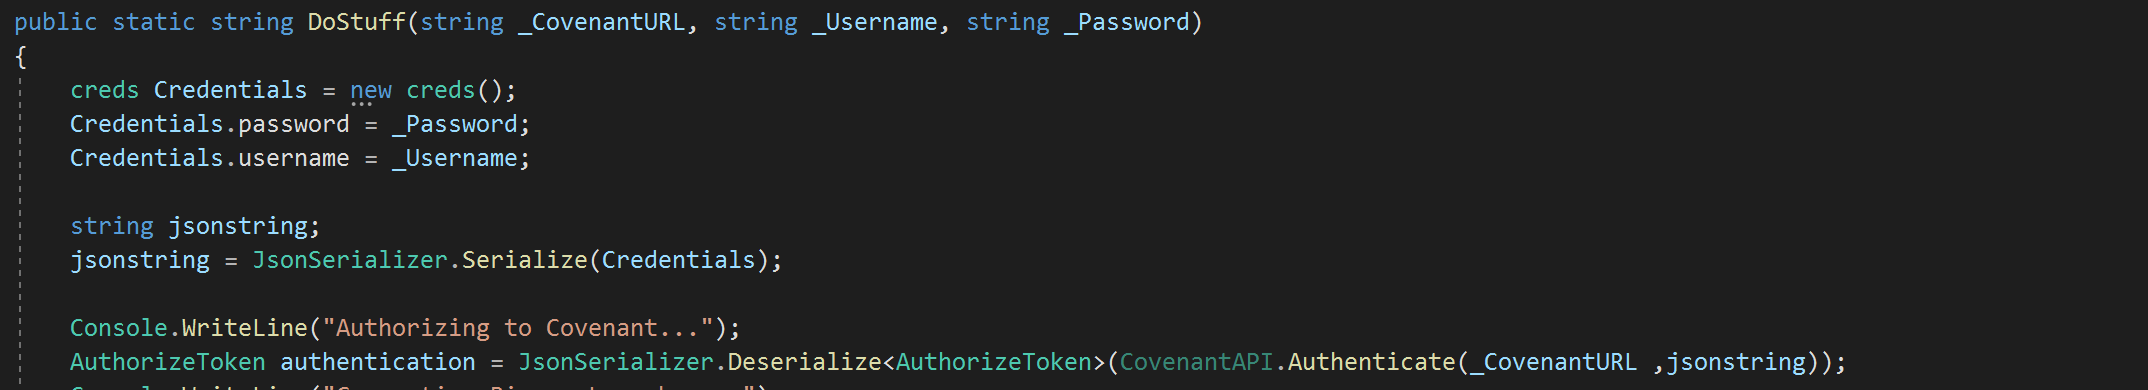 public static string DoStuff(string _CovenantURL, string _Username, string _Password)
{
creds Credentials = new creds();
Credentials.password = _Password;
Credentials.username = _Username;
string jsonstring;
jsonstring = JsonSerializer.Serialize(Credentials);
Console.WriteLine("Authorizing to Covenant...");
AuthorizeToken authentication = JsonSerializer.Deserialize<AuthorizeToken>(CovenantAPI.Authenticate(_CovenantURL ,jsonstring));